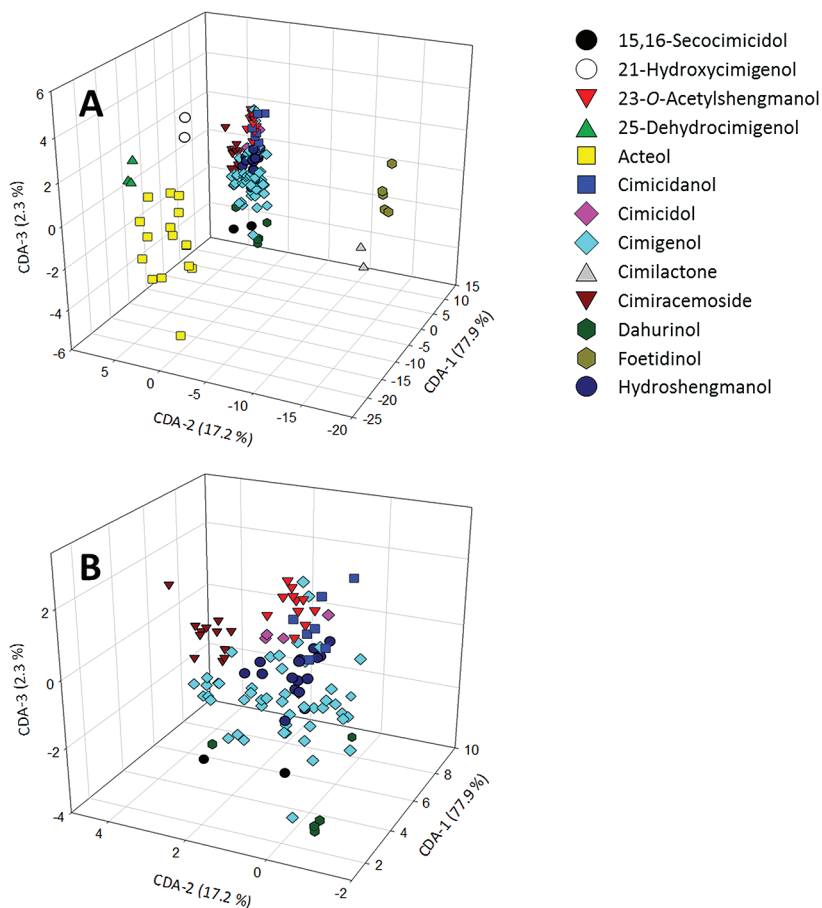 A
6
4
2
0
-2
-4
-6
CDA-3 (2.3 %)
5
0
-5
-10
-15
-20
CDA-2 (17.2 %)
15
10
5
0
-5
-10
-15
-20
-25
CDA-1 (77.9 %)
15,16-Secocimicidol
21-Hydroxycimigenol
23-O-Acetylshengmanol
25-Dehydrocimigenol
Acteol
Cimicidanol
Cimicidol
Cimigenol
Cimilactone
Cimiracemoside
Dahurinol
Foetidinol
Hydroshengmanol
B
2
0
-2
-4
CDA-3 (2.3 %)
4
2
0
-2
CDA-2 (17.2 %)
10
8
6
4
2
CDA-1 (77.9 %)